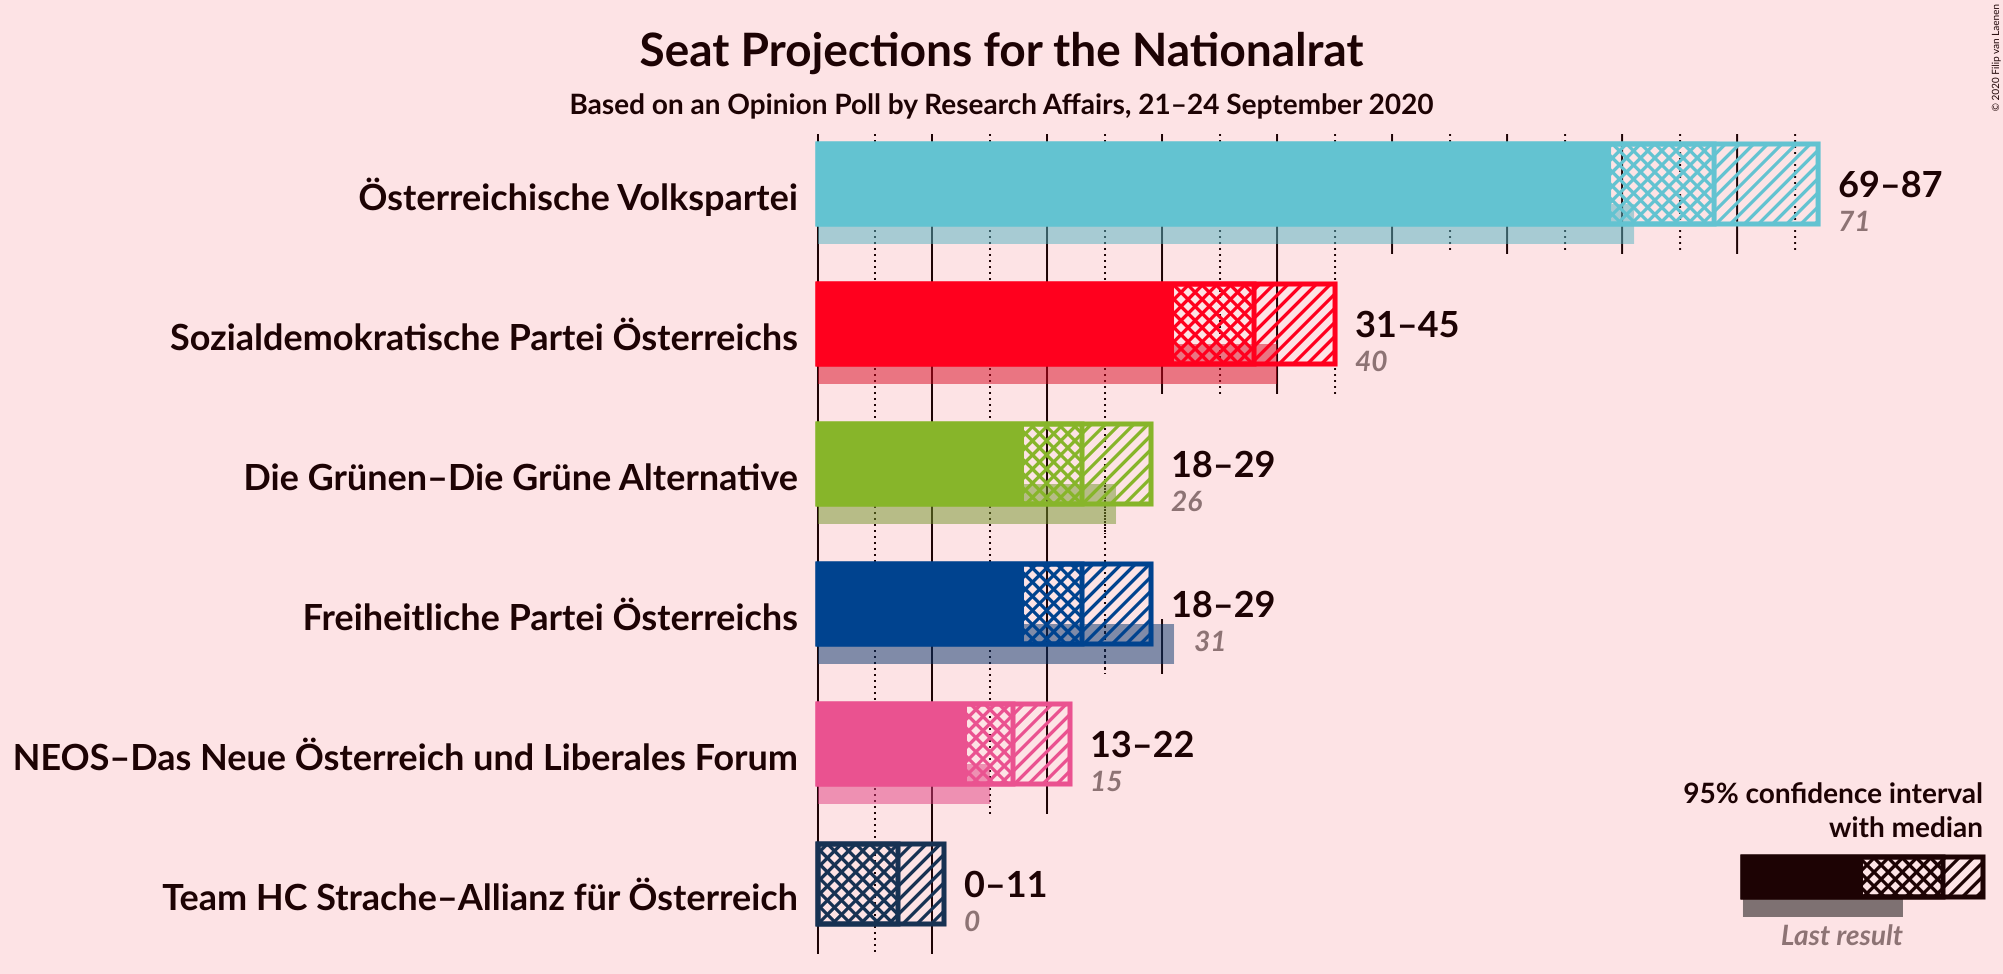 Seat Projections for the Nationalrat
Based on an Opinion Poll by Research Affairs, 21–24 September 2020
© 2020 Filip van Laenen
Österreichische Volkspartei
69–87
71
Sozialdemokratische Partei Österreichs
31–45
40
Die Grünen–Die Grüne Alternative
18–29
26
Freiheitliche Partei Österreichs
18–29
31
NEOS–Das Neue Österreich und Liberales Forum
13–22
15
Team HC Strache–Allianz für Österreich
0–11
0
95% confidence interval
with median
Last result